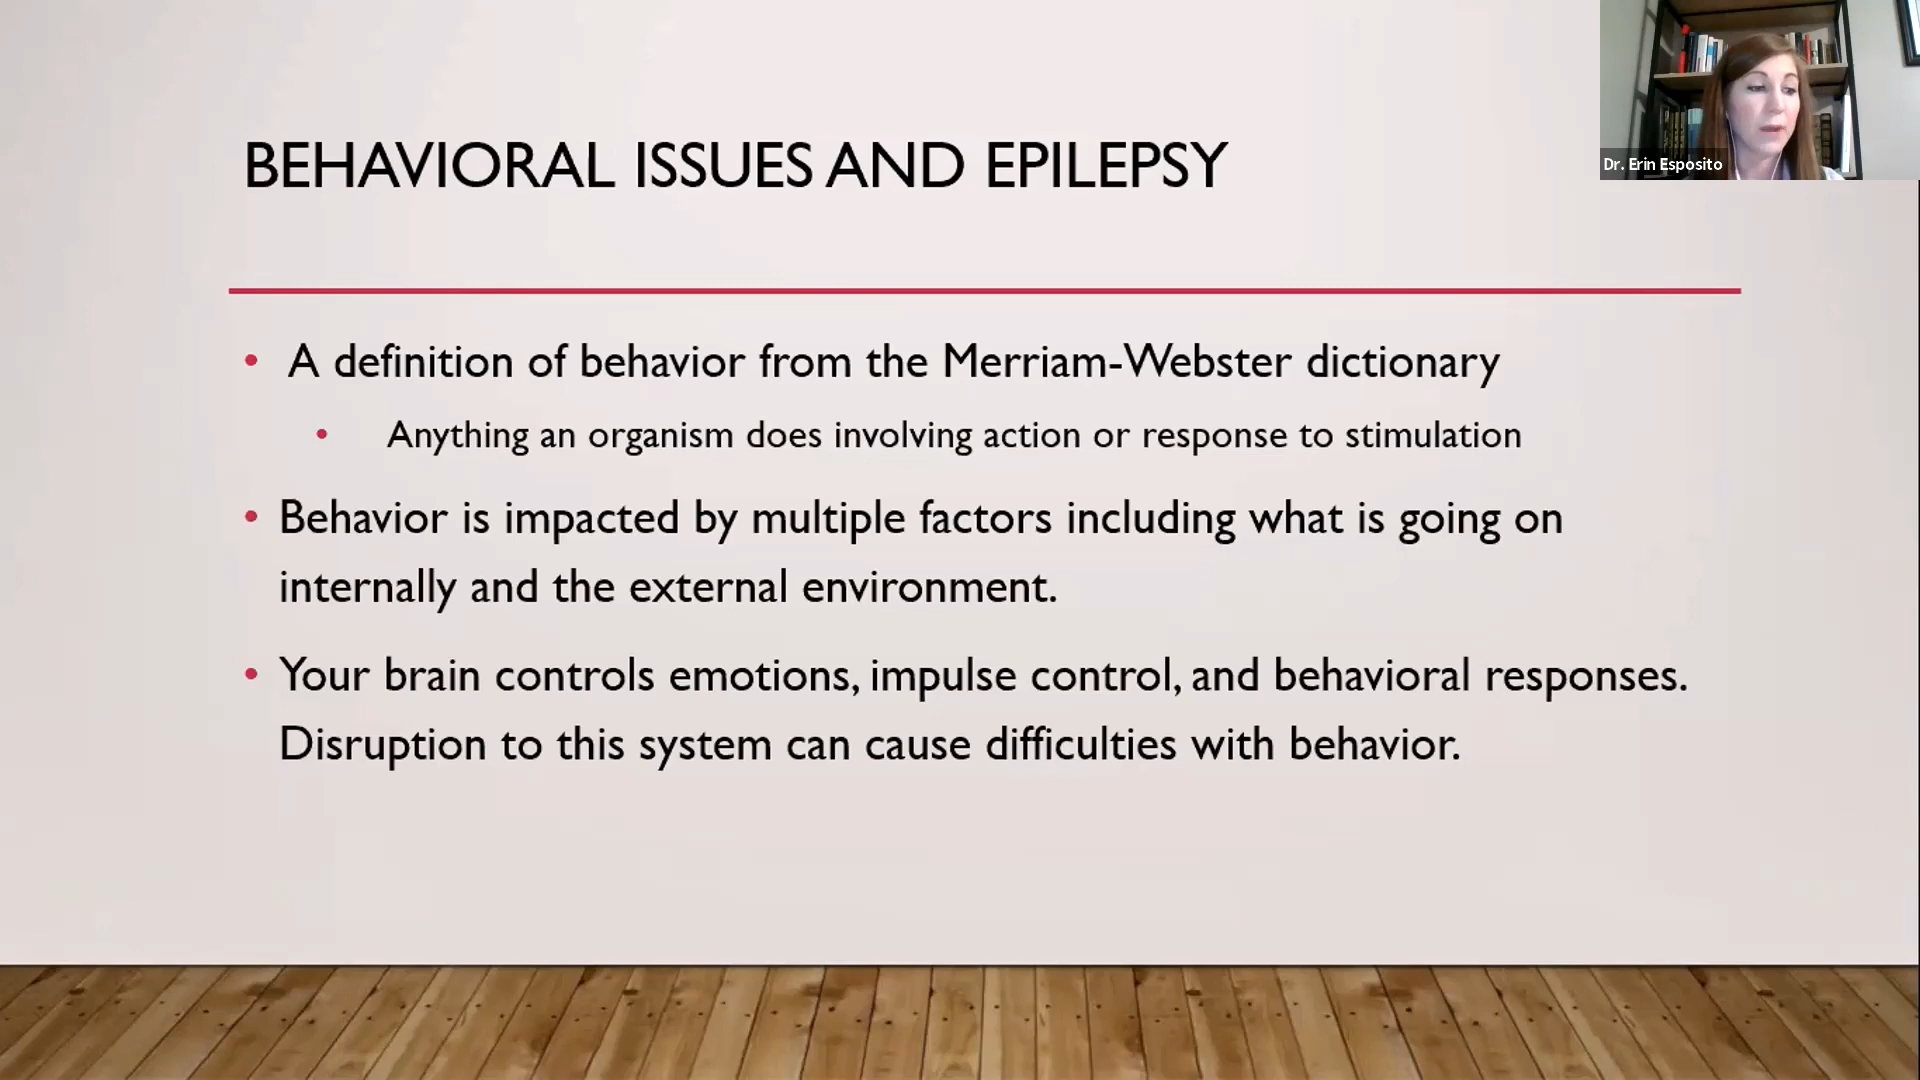 BEHAVIORAL ISSUES AND EPILEPSY
Dr. Erin Esposito
• A definition of behavior from the Merriam-Webster dictionary
• Anything an organism does involving action or response to stimulation
• Behavior is impacted by multiple factors including what is going on
internally and the external environment.
• Your brain controls emotions, impulse control, and behavioral responses.
Disruption to this system can cause difficulties with behavior.